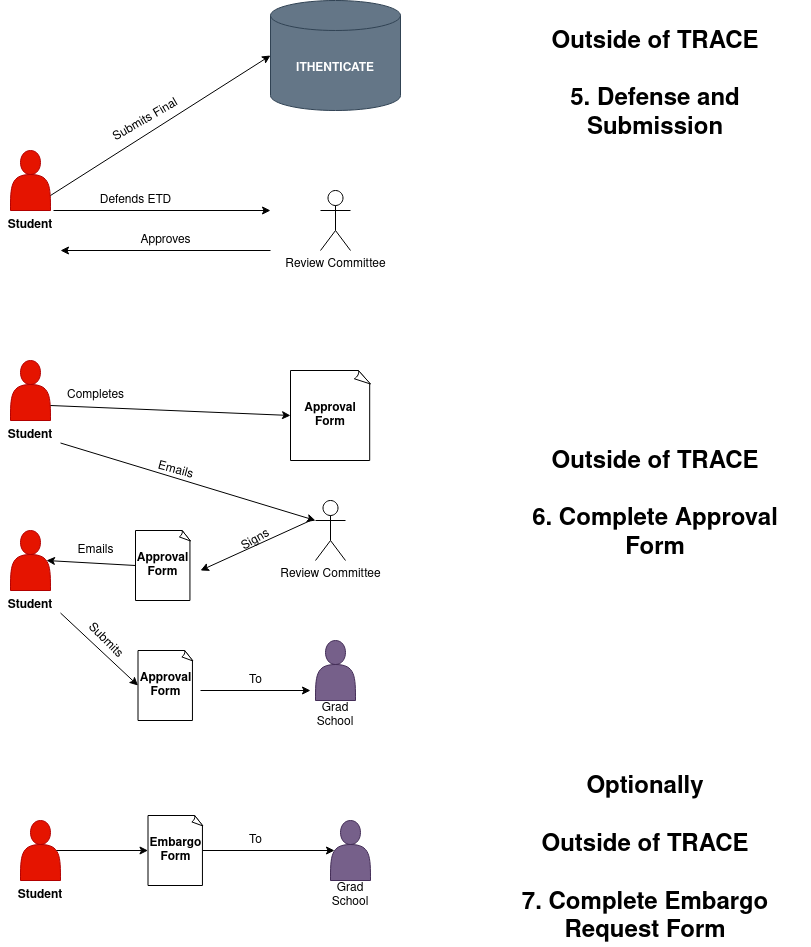 Outside of TRACE
5. Defense and
Submission
ITHENTICATE
Submits Final
Defends ETD
Student
Approves
Review Committee
Completes
Approval
Form
Student
Outside of TRACE
6. Complete Approval
Form
Emails
Signs
Emails
Approval
Form
Review Committee
Student
Submits
Approval
Form
To
Grad
School
Optionally
Outside of TRACE
7. Complete Embargo
Request Form
Embargo
Form
To
Student
Grad
School